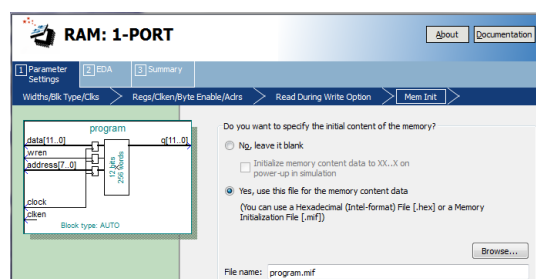 RAM: 1-PORT
About
Documentation
1 Parameter Settings
2 EDA
3 Summary
Widths/Blk Type/Clks
Regs/Clken/Byte Enable/Adrs
Read During Write Option
Mem Init
program
data[11..0]
q[11..0]
wren
address[7..0]
12 bits
256 Words
clock
clken
Block type: AUTO
Do you want to specify the initial content of the memory?
No, leave it blank
Initialize memory content data to XX..X on
power-up in simulation
Yes, use this file for the memory content data
(You can use a Hexadecimal (Intel-format) File [.hex] or a Memory
Initialization File [.mif])
Browse...
File name: program.mif